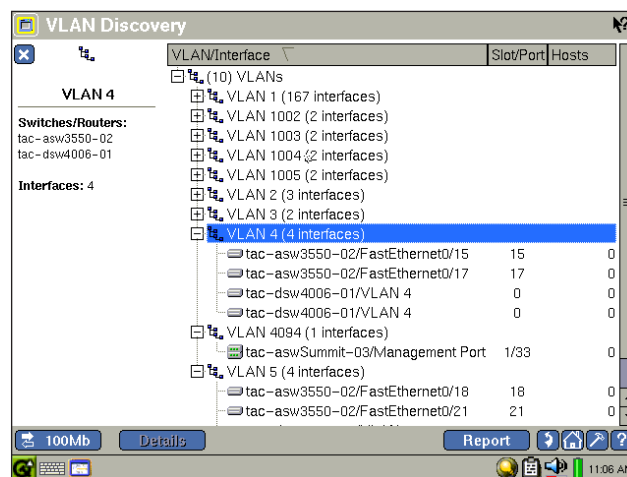 VLAN Discovery
VLAN 4
Switches/Routers:
tac-asw3550-02
tac-dsw4006-01
Interfaces: 4
VLAN/Interface Slot/Port Hosts
(10) VLANs
VLAN 1 (167 interfaces)
VLAN 1002 (2 interfaces)
VLAN 1003 (2 interfaces)
VLAN 1004 (2 interfaces)
VLAN 1005 (2 interfaces)
VLAN 2 (3 interfaces)
VLAN 3 (2 interfaces)
VLAN 4 (4 interfaces)
tac-asw3550-02/FastEthernet0/15 15 0
tac-asw3550-02/FastEthernet0/17 17 0
tac-dsw4006-01/VLAN 4 0 0
tac-dsw4006-01/VLAN 4 0 0
VLAN 4094 (1 interfaces)
tac-aswSummit-03/Management Port 1/33 0
VLAN 5 (4 interfaces)
tac-asw3550-02/FastEthernet0/18 18 0
tac-asw3550-02/FastEthernet0/21 21 0
100Mb Details Report ?
11:06 AM